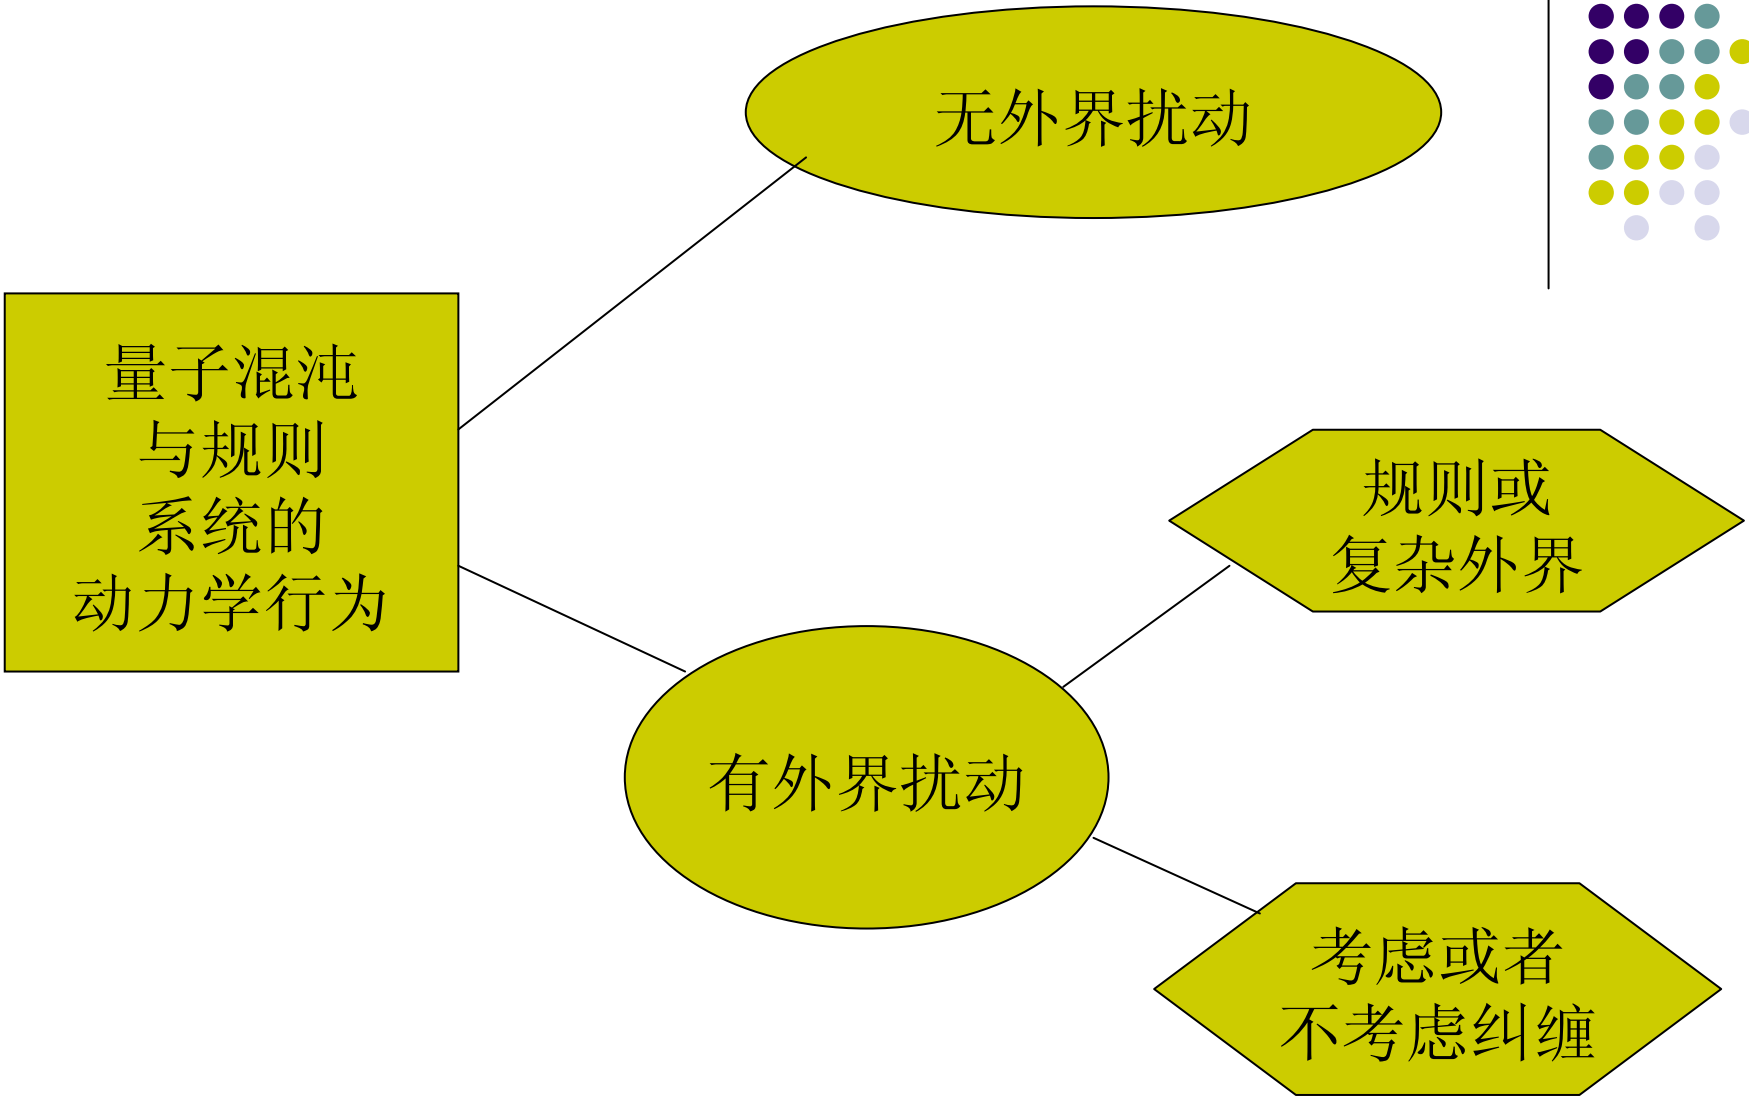 无外界扰动
量子混沌
与规则
系统的
动力学行为
规则或
复杂外界
有外界扰动
考虑或者
不考虑纠缠